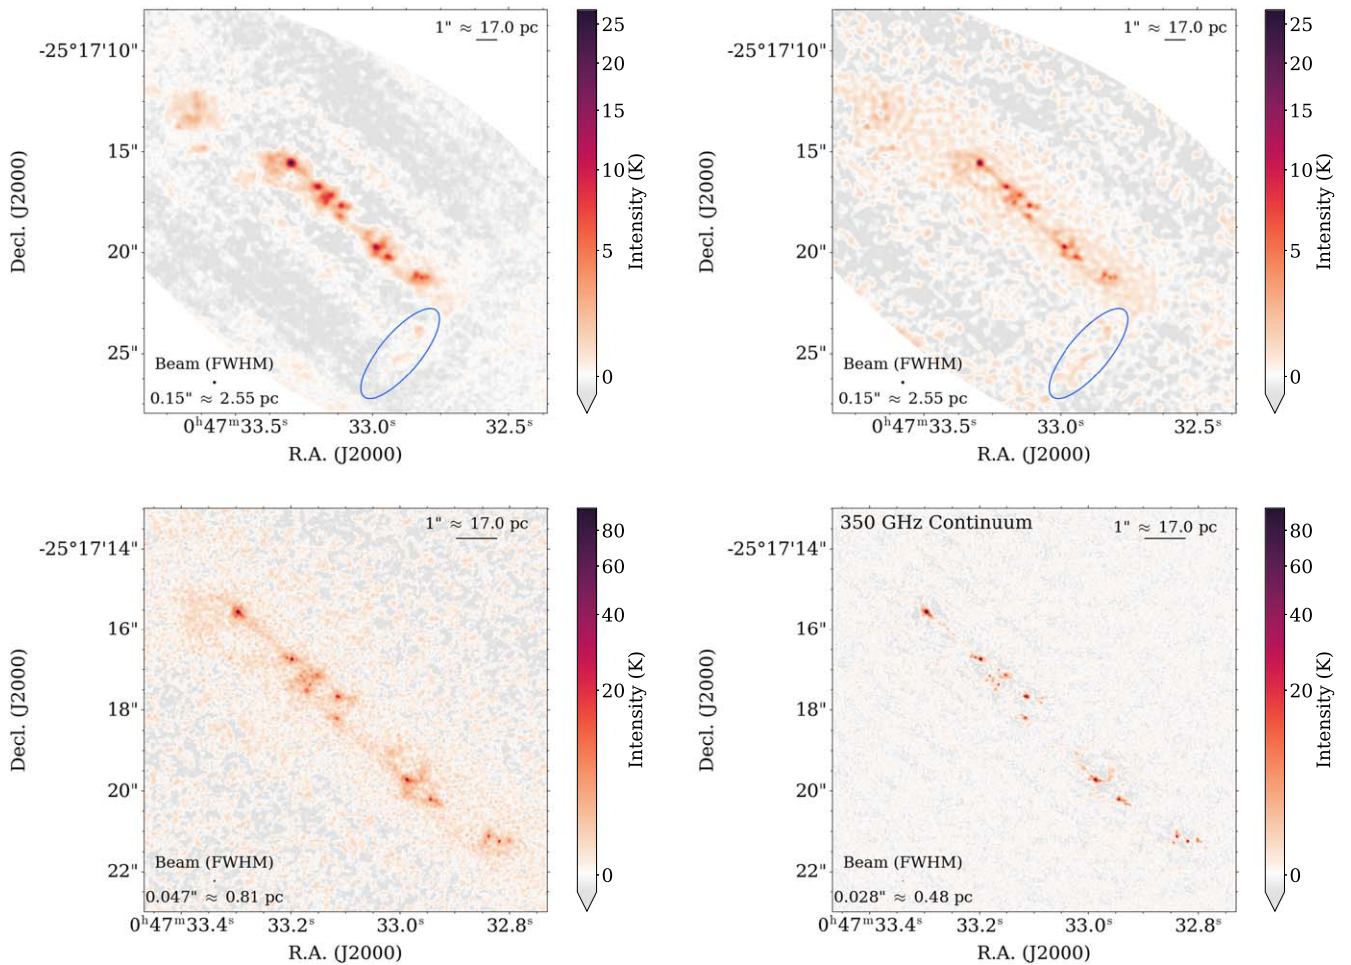 1" ≈ 17.0 pc
-25°17'10"
15"
20"
25"
Decl. (J2000)
Beam (FWHM)
0.15" ≈ 2.55 pc
0ʰ47ᵐ33.5ˢ
33.0ˢ
32.5ˢ
R.A. (J2000)
25
20
15
10
5
0
Intensity (K)
1" ≈ 17.0 pc
-25°17'10"
15"
20"
25"
Decl. (J2000)
Beam (FWHM)
0.15" ≈ 2.55 pc
0ʰ47ᵐ33.5ˢ
33.0ˢ
32.5ˢ
R.A. (J2000)
25
20
15
10
5
0
Intensity (K)
1" ≈ 17.0 pc
-25°17'14"
16"
18"
20"
22"
Decl. (J2000)
Beam (FWHM)
0.047" ≈ 0.81 pc
0ʰ47ᵐ33.4ˢ
33.2ˢ
33.0ˢ
32.8ˢ
R.A. (J2000)
80
60
40
20
0
Intensity (K)
350 GHz Continuum
1" ≈ 17.0 pc
-25°17'14"
16"
18"
20"
22"
Decl. (J2000)
Beam (FWHM)
0.028" ≈ 0.48 pc
0ʰ47ᵐ33.4ˢ
33.2ˢ
33.0ˢ
32.8ˢ
R.A. (J2000)
80
60
40
20
0
Intensity (K)